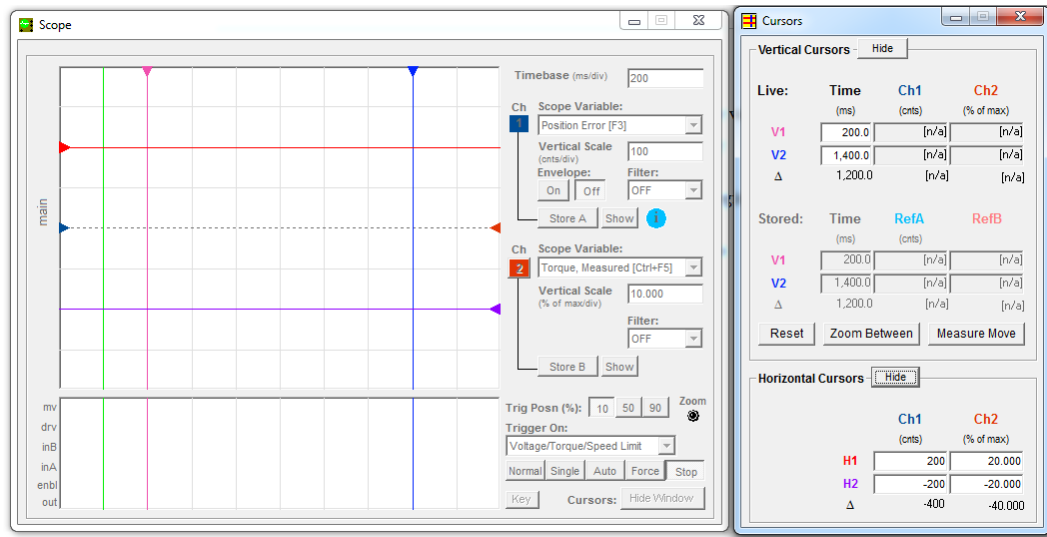 Scope
main
mv
drv
inB
inA
enbl
out
Timebase (ms/div) 200
Ch Scope Variable:
1 Position Error [F3]
Vertical Scale 100
(cnts/div)
Envelope: Filter:
On Off OFF
Store A Show i
Ch Scope Variable:
2 Torque, Measured [Ctrl+F5]
Vertical Scale 10.000
(% of max/div)
Filter:
OFF
Store B Show
Trig Posn (%): 10 50 90 Zoom
Trigger On:
Voltage/Torque/Speed Limit
Normal Single Auto Force Stop
Key Cursors: Hide Window
Cursors
Vertical Cursors Hide
Live: Time Ch1 Ch2
(ms) (cnts) (% of max)
V1 200.0 [n/a] [n/a]
V2 1,400.0 [n/a] [n/a]
Δ 1,200.0 [n/a] [n/a]
Stored: Time RefA RefB
(ms) (cnts)
V1 200.0 [n/a] [n/a]
V2 1,400.0 [n/a] [n/a]
Δ 1,200.0 [n/a] [n/a]
Reset Zoom Between Measure Move
Horizontal Cursors Hide
Ch1 Ch2
(cnts) (% of max)
H1 200 20.000
H2 -200 -20.000
Δ -400 -40.000